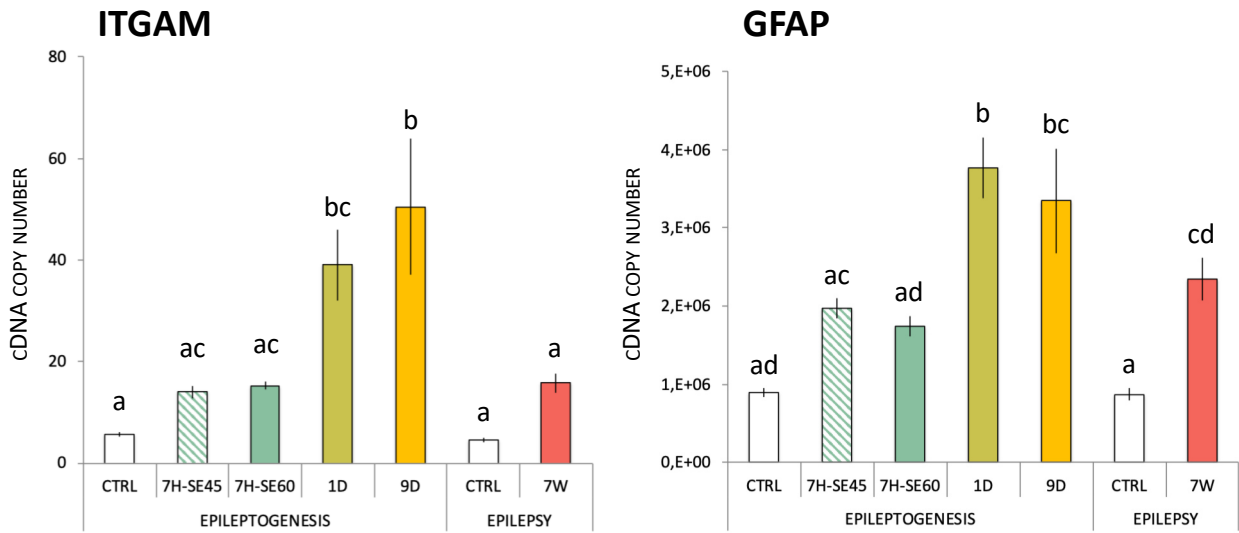 ITGAM
cDNA COPY NUMBER
80
60
40
20
0
a
ac
ac
bc
b
a
a
CTRL
7H-SE45
7H-SE60
1D
9D
CTRL
7W
EPILEPTOGENESIS
EPILEPSY
GFAP
cDNA COPY NUMBER
5,E+06
4,E+06
3,E+06
2,E+06
1,E+06
0,E+00
ad
ac
ad
b
bc
a
cd
CTRL
7H-SE45
7H-SE60
1D
9D
CTRL
7W
EPILEPTOGENESIS
EPILEPSY